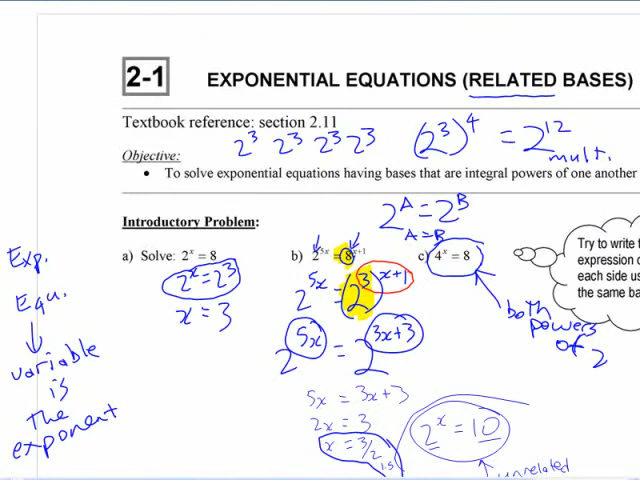 2-1 EXPONENTIAL EQUATIONS (RELATED BASES)
Textbook reference: section 2.11
2³ 2³ 2³ 2³ (2³)⁴ = 2¹² mult.
Objective:
• To solve exponential equations having bases that are integral powers of one another
2^A = 2^B
A = B
Introductory Problem:
a) Solve: 2^x = 8
2^x = 2³
x = 3
b) 2^5x = 8^x+1
2^5x = (2³)^x+1
2^5x = 2^3x+3
5x = 3x+3
2x = 3
x = 3/2
1.5
c) 4^x = 8
both
powers
of 2
Try to write t
expression o
each side us
the same ba
2^x = 10
unrelated
Exp.
Equ.
variable
is
the
exponent